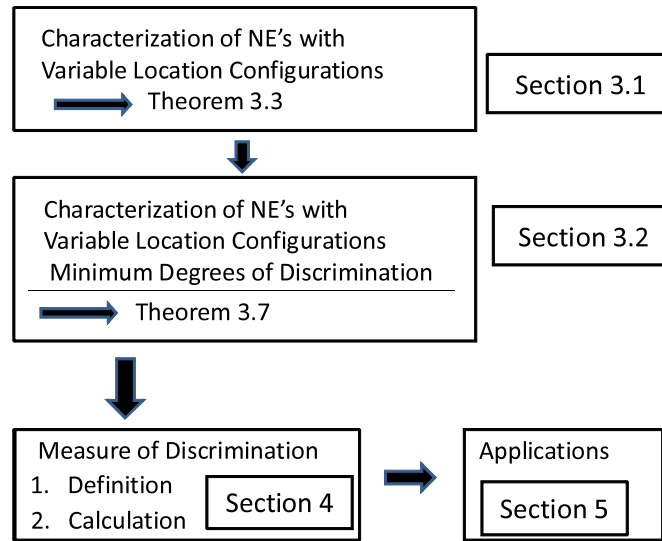 Characterization of NE's with
Variable Location Configurations
Theorem 3.3
Section 3.1
Characterization of NE's with
Variable Location Configurations
Minimum Degrees of Discrimination
Theorem 3.7
Section 3.2
Measure of Discrimination
1. Definition
2. Calculation
Section 4
Applications
Section 5